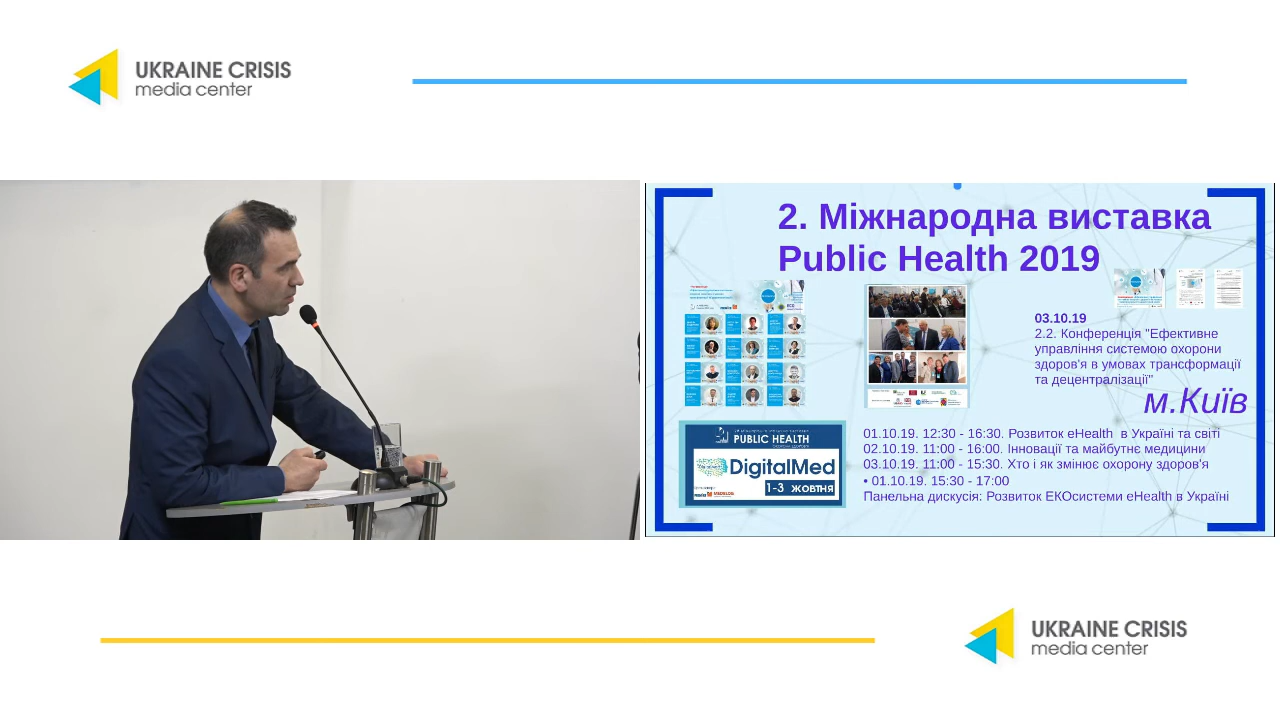 UKRAINE CRISIS
media center
2. Міжнародна виставка
Public Health 2019
03.10.19
2.2. Конференція "Ефективне
управління системою охорони
здоров'я в умовах трансформації
та децентралізації"
м.Київ
PUBLIC HEALTH
DigitalMed
1-3 ЖОВТНЯ
01.10.19. 12:30 - 16:30. Розвиток eHealth в Україні та світі
02.10.19. 11:00 - 16:00. Інновації та майбутнє медицини
03.10.19. 11:00 - 15:30. Хто і як змінює охорону здоров'я
• 01.10.19. 15:30 - 17:00
Панельна дискусія: Розвиток ЕКОсистеми eHealth в Україні
UKRAINE CRISIS
media center